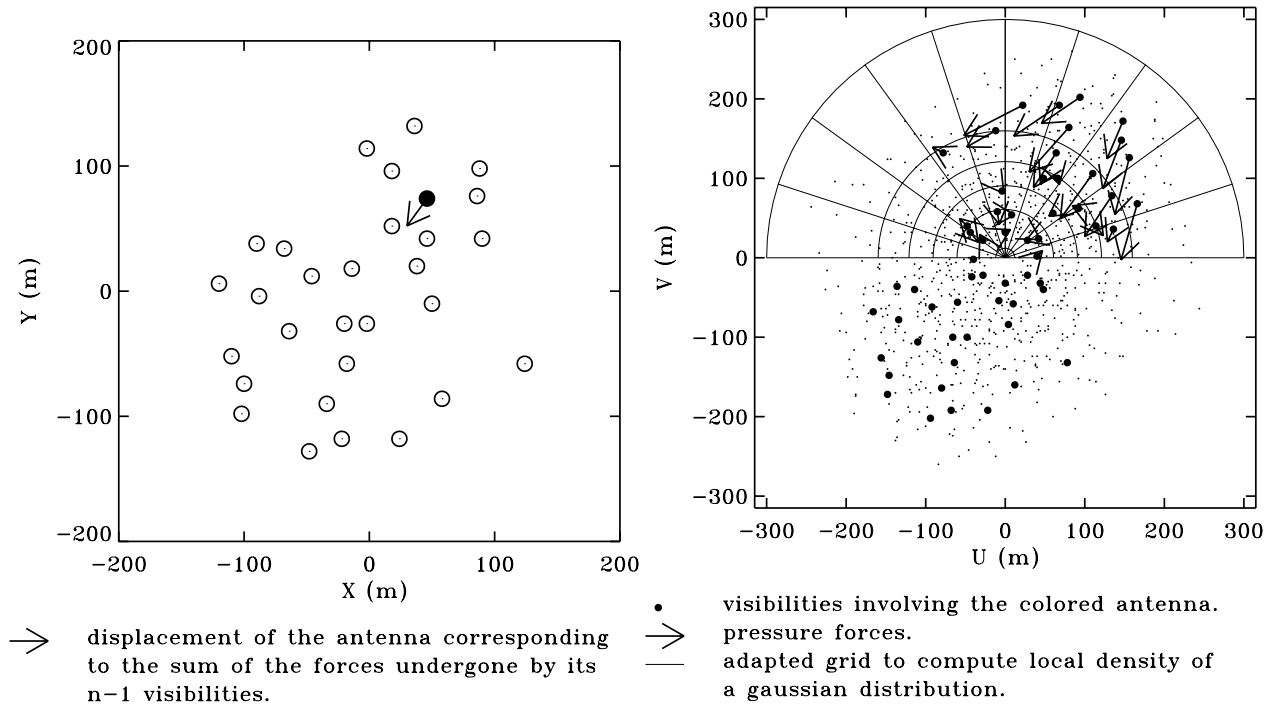 200
100
0
−100
−200
−200 −100 0 100 200
X (m)
Y (m)
300
200
100
0
−100
−200
−300
−300 −200 −100 0 100 200 300
U (m)
V (m)
displacement of the antenna corresponding
to the sum of the forces undergone by its
n−1 visibilities.
visibilities involving the colored antenna.
pressure forces.
adapted grid to compute local density of
a gaussian distribution.